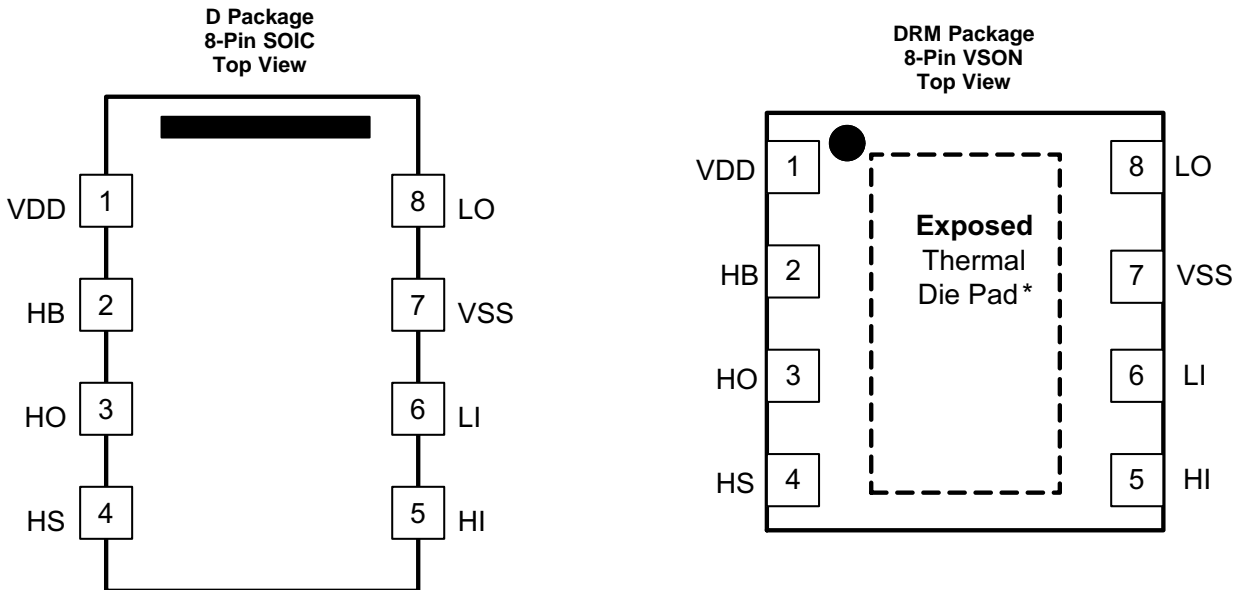 D Package
8-Pin SOIC
Top View
VDD 1
8 LO
HB 2
7 VSS
HO 3
6 LI
HS 4
5 HI
DRM Package
8-Pin VSON
Top View
VDD 1
8 LO
HB 2
7 VSS
HO 3
6 LI
HS 4
5 HI
Exposed
Thermal
Die Pad*